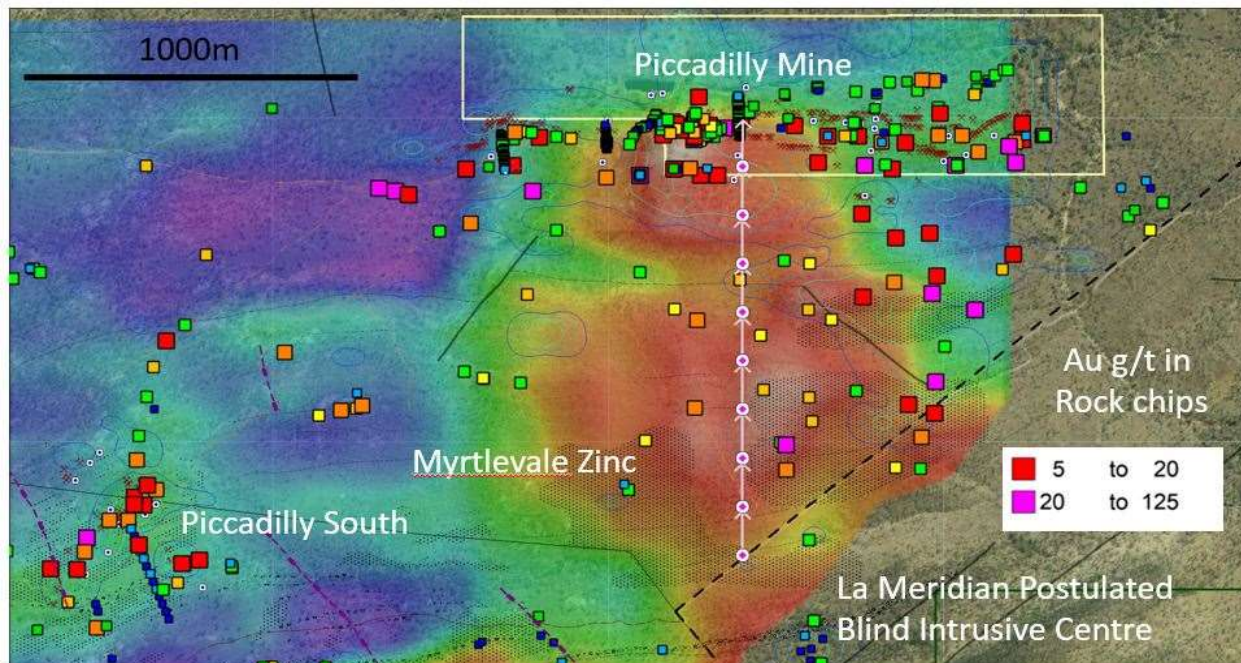 1000m
Piccadilly Mine
Au g/t in
Rock chips
5 to 20
20 to 125
Myrtlevale Zinc
Piccadilly South
La Meridian Postulated
Blind Intrusive Centre